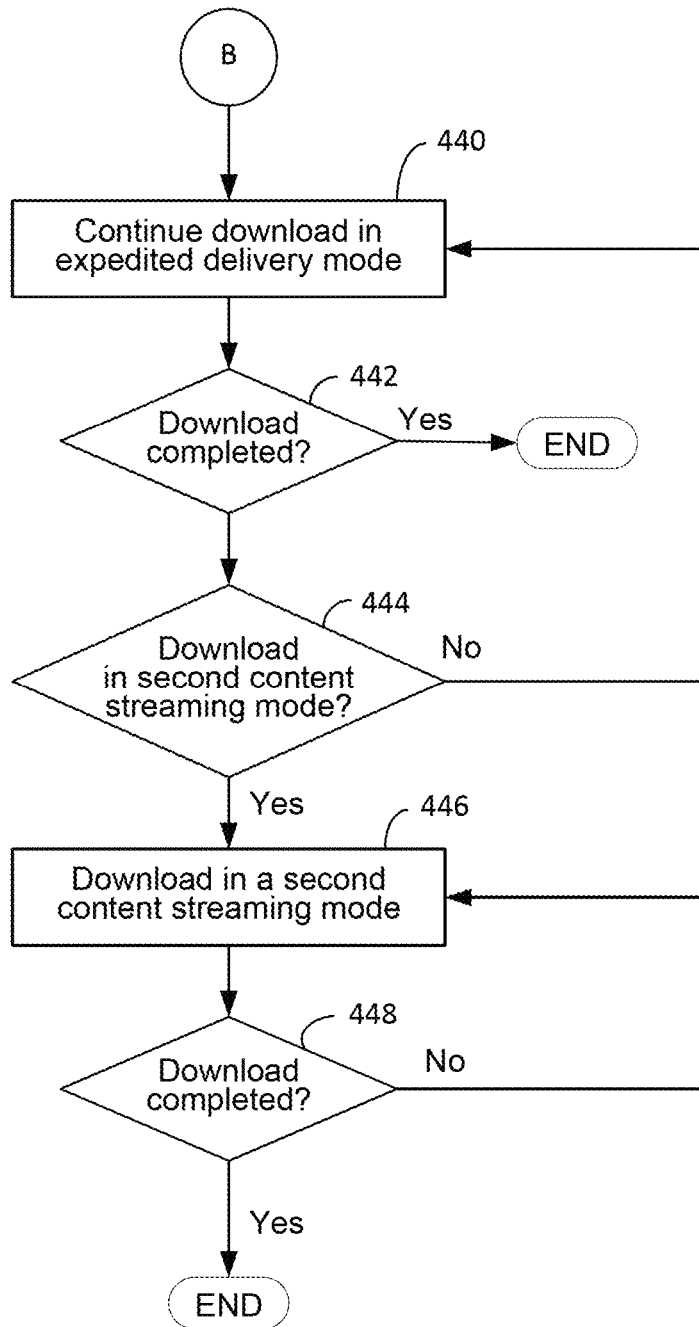 B
440
Continue download in
expedited delivery mode
442
Download
completed?
Yes
END
444
Download
in second content
streaming mode?
No
Yes
446
Download in a second
content streaming mode
448
Download
completed?
No
Yes
END